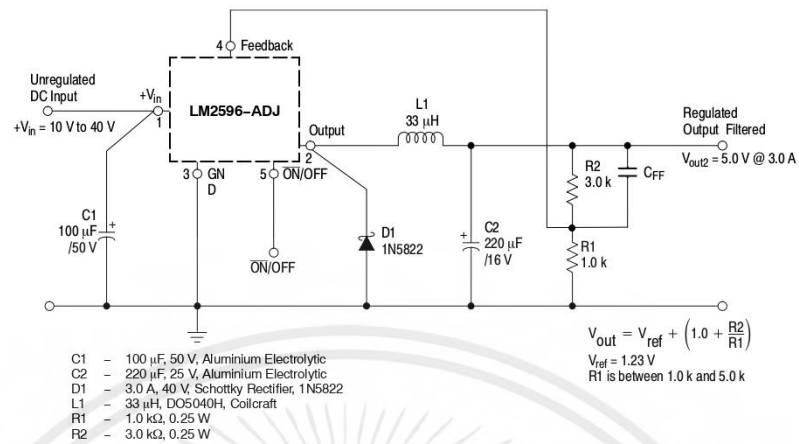 4 Feedback
Unregulated
DC Input
+Vin
LM2596-ADJ
+Vin = 10 V to 40 V
1
Output
2
L1
33 µH
Regulated
Output Filtered
Vout2 = 5.0 V @ 3.0 A
3
GN
D
5
ON/OFF
ON/OFF
C1
100 µF
/50 V
+
D1
1N5822
+
C2
220 µF
/16 V
R2
3.0 k
CFF
R1
1.0 k
Vout = Vref + (1.0 + R2/R1)
Vref = 1.23 V
R1 is between 1.0 k and 5.0 k
C1 – 100 µF, 50 V, Aluminium Electrolytic
C2 – 220 µF, 25 V, Aluminium Electrolytic
D1 – 3.0 A, 40 V, Schottky Rectifier, 1N5822
L1 – 33 µH, DO5040H, Coilcraft
R1 – 1.0 kΩ, 0.25 W
R2 – 3.0 kΩ, 0.25 W